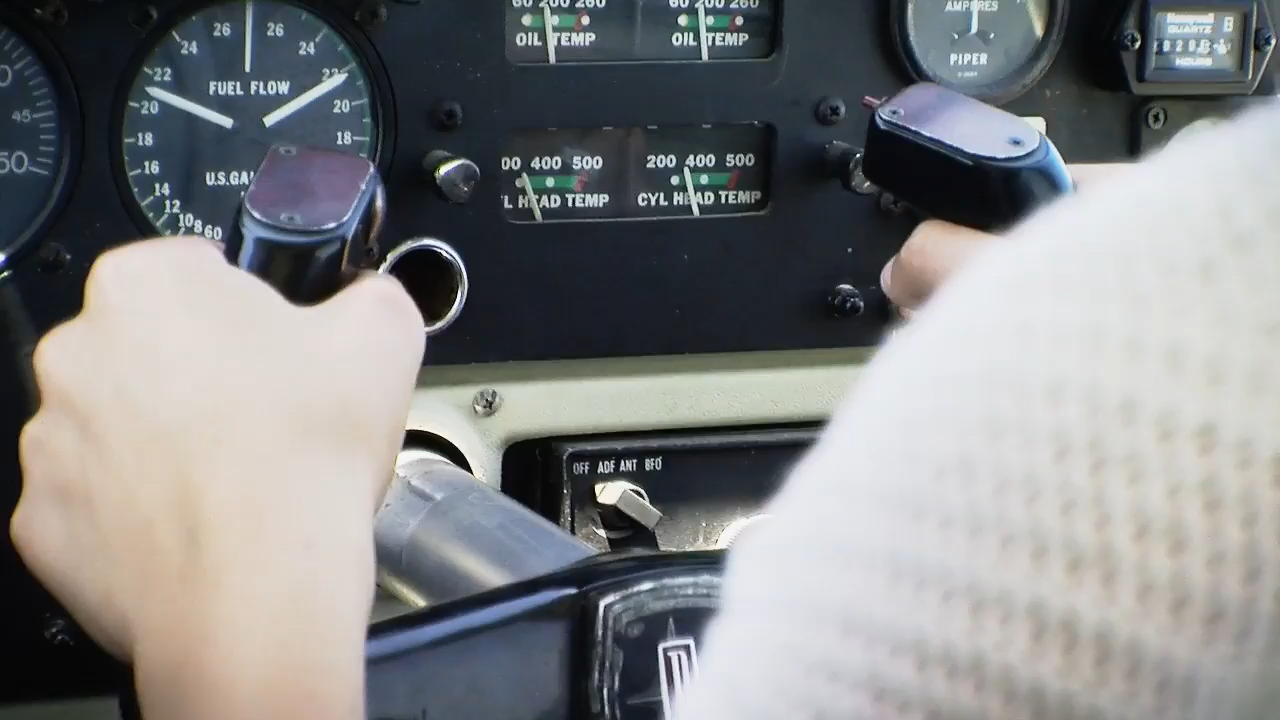 45
50
26 26
24 24
22 22
20 20
18 18
16
14
12
10
8
60
FUEL FLOW
U.S.GA
60 200 260
OIL TEMP
60 200 260
OIL TEMP
00 400 500
L HEAD TEMP
200 400 500
CYL HEAD TEMP
AMPERES
PIPER
QUARTZ
HOURS
OFF ADF ANT BFO